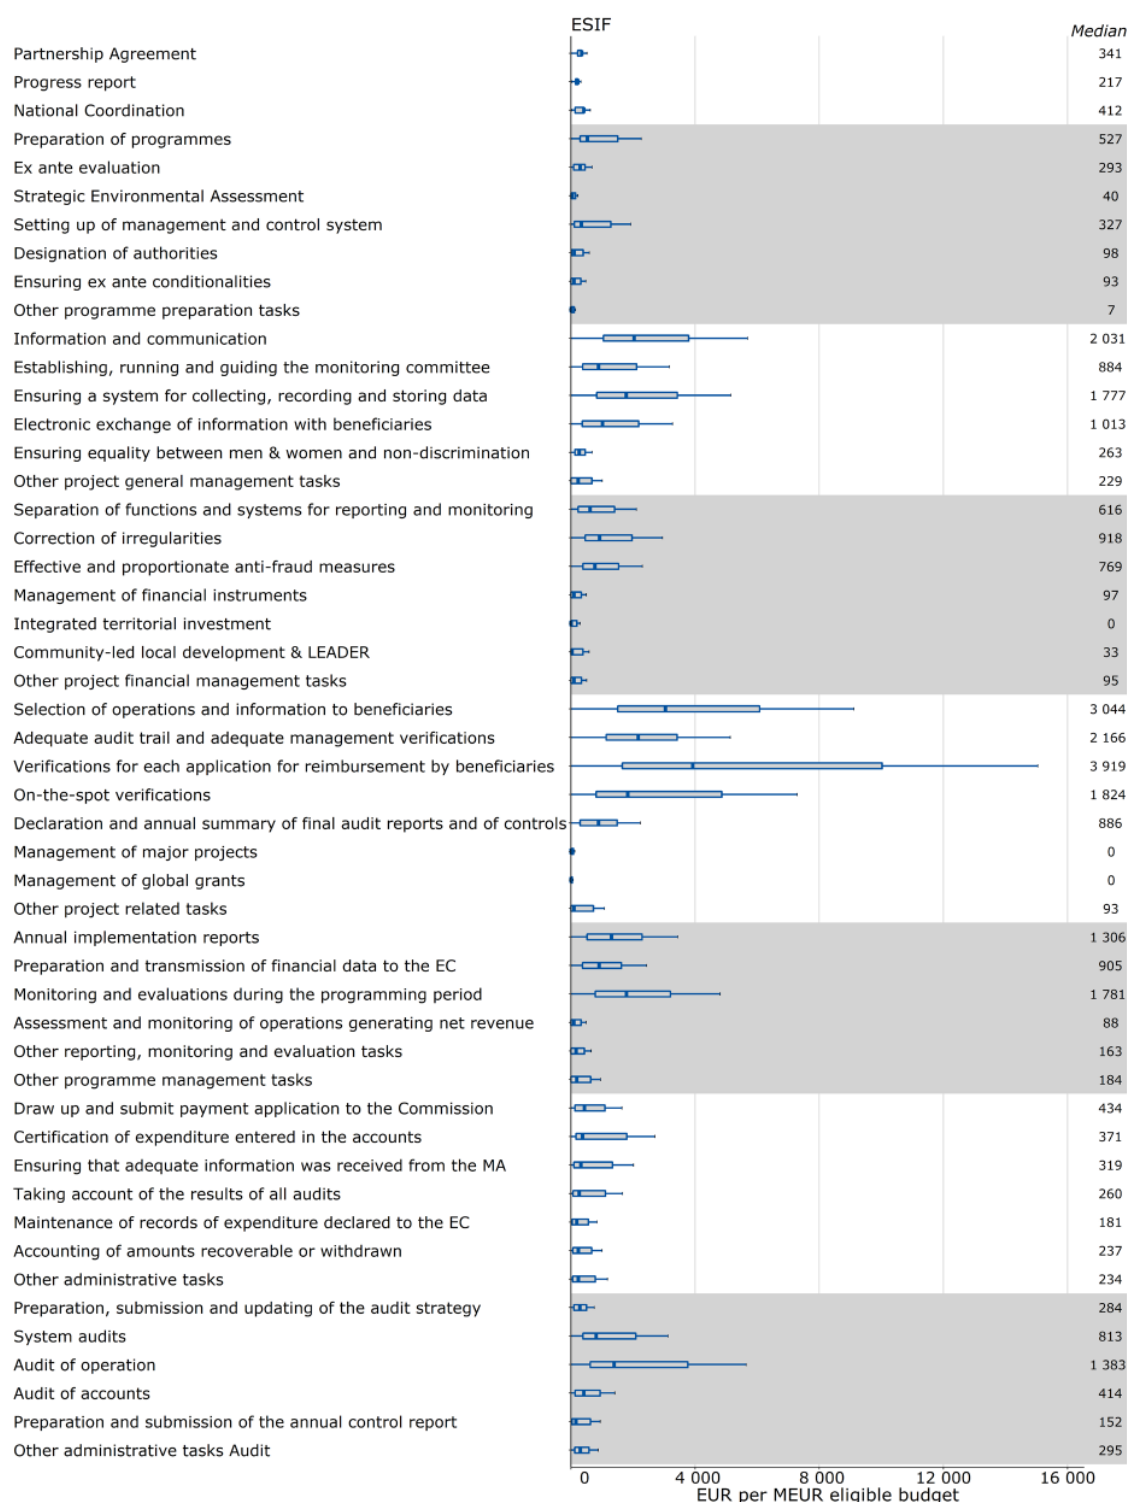 ESIF
Median
Partnership Agreement 341
Progress report 217
National Coordination 412
Preparation of programmes 527
Ex ante evaluation 293
Strategic Environmental Assessment 40
Setting up of management and control system 327
Designation of authorities 98
Ensuring ex ante conditionalities 93
Other programme preparation tasks 7
Information and communication 2 031
Establishing, running and guiding the monitoring committee 884
Ensuring a system for collecting, recording and storing data 1 777
Electronic exchange of information with beneficiaries 1 013
Ensuring equality between men & women and non-discrimination 263
Other project general management tasks 229
Separation of functions and systems for reporting and monitoring 616
Correction of irregularities 918
Effective and proportionate anti-fraud measures 769
Management of financial instruments 97
Integrated territorial investment 0
Community-led local development & LEADER 33
Other project financial management tasks 95
Selection of operations and information to beneficiaries 3 044
Adequate audit trail and adequate management verifications 2 166
Verifications for each application for reimbursement by beneficiaries 3 919
On-the-spot verifications 1 824
Declaration and annual summary of final audit reports and of controls 886
Management of major projects 0
Management of global grants 0
Other project related tasks 93
Annual implementation reports 1 306
Preparation and transmission of financial data to the EC 905
Monitoring and evaluations during the programming period 1 781
Assessment and monitoring of operations generating net revenue 88
Other reporting, monitoring and evaluation tasks 163
Other programme management tasks 184
Draw up and submit payment application to the Commission 434
Certification of expenditure entered in the accounts 371
Ensuring that adequate information was received from the MA 319
Taking account of the results of all audits 260
Maintenance of records of expenditure declared to the EC 181
Accounting of amounts recoverable or withdrawn 237
Other administrative tasks 234
Preparation, submission and updating of the audit strategy 284
System audits 813
Audit of operation 1 383
Audit of accounts 414
Preparation and submission of the annual control report 152
Other administrative tasks Audit 295
0 4 000 8 000 12 000 16 000
EUR per MEUR eligible budget